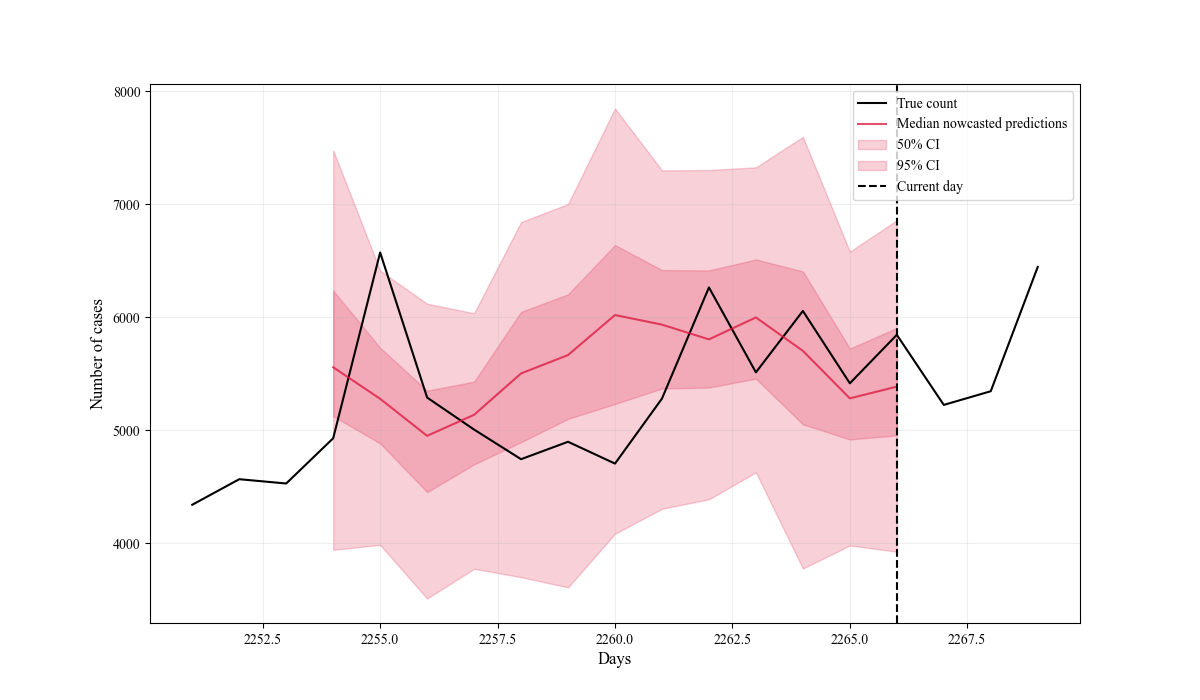 8000
7000
6000
5000
4000
Number of cases
True count
Median nowcasted predictions
50% CI
95% CI
Current day
2252.5 2255.0 2257.5 2260.0 2262.5 2265.0 2267.5
Days